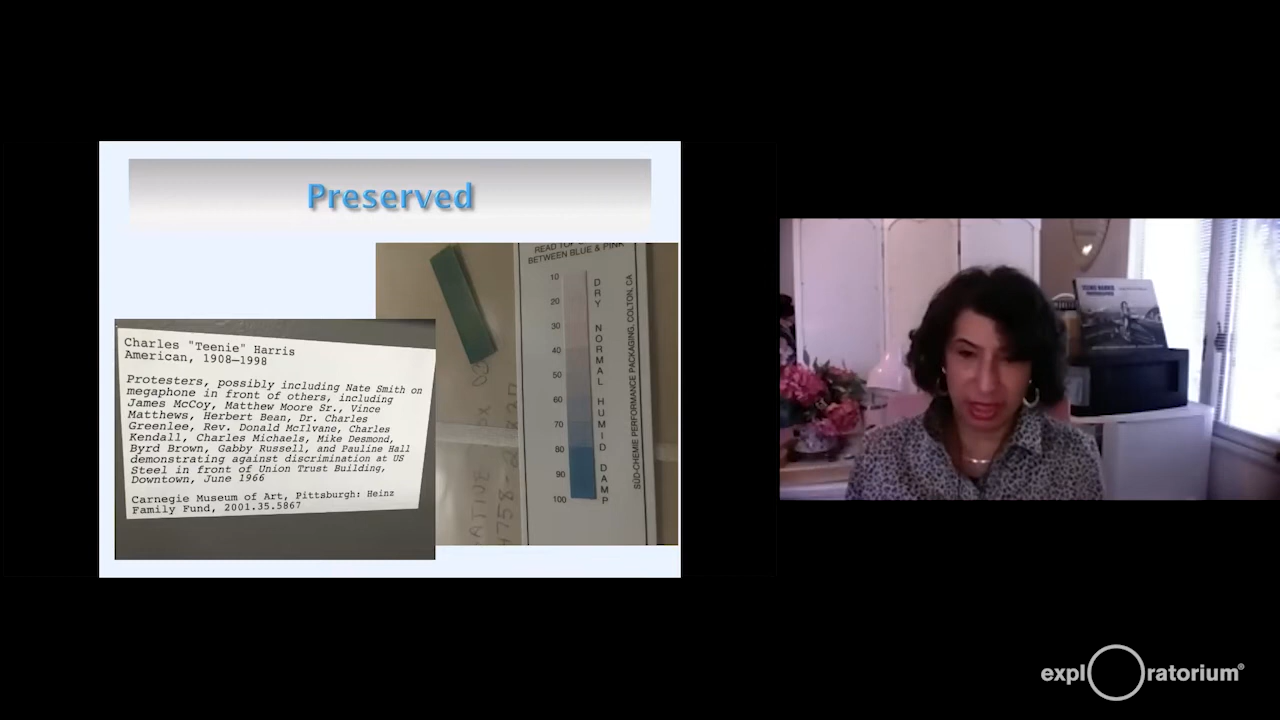 Preserved
BETWEEN BLUE & PINK
10
20
30
40
50
60
70
80
90
100
DRY NORMAL HUMID DAMP
SÜD-CHEMIE PERFORMANCE PACKAGING, COLTON, CA
Charles "Teenie" Harris
American, 1908–1998
Protesters, possibly including Nate Smith on
megaphone in front of others, including
James McCoy, Matthew Moore Sr., Vince
Matthews, Herbert Bean, Dr. Charles
Greenlee, Rev. Donald McIlvane, Charles
Kendall, Charles Michaels, Mike Desmond,
Byrd Brown, Gabby Russell, and Pauline Hall
demonstrating against discrimination at US
Steel in front of Union Trust Building,
Downtown, June 1966
Carnegie Museum of Art, Pittsburgh: Heinz
Family Fund, 2001.35.5867
TEENIE HARRIS
expl ratorium®